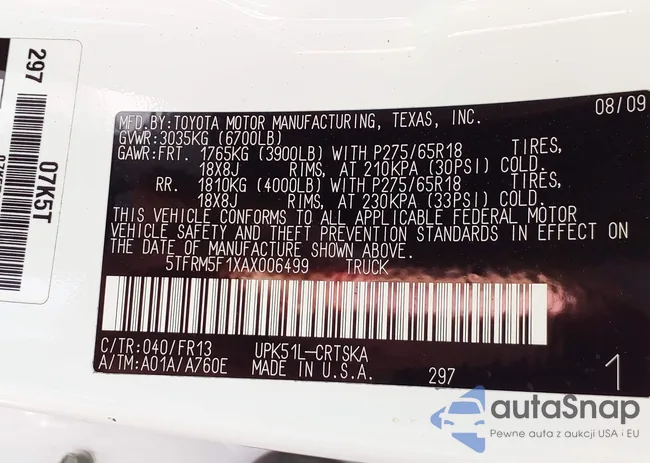 297
07K5T
MFD.BY:TOYOTA MOTOR MANUFACTURING, TEXAS, INC. 08/09
GVWR:3035KG (6700LB)
GAWR:FRT. 1765KG (3900LB) WITH P275/65R18 TIRES,
18X8J RIMS, AT 210KPA (30PSI) COLD.
RR. 1810KG (4000LB) WITH P275/65R18 TIRES,
18X8J RIMS, AT 230KPA (33PSI) COLD.
THIS VEHICLE CONFORMS TO ALL APPLICABLE FEDERAL MOTOR
VEHICLE SAFETY AND THEFT PREVENTION STANDARDS IN EFFECT ON
THE DATE OF MANUFACTURE SHOWN ABOVE.
5TFRM5F1XAX006499 TRUCK
C/TR:040/FR13 UPK51L-CRTSKA
A/TM:A01A/A760E MADE IN U.S.A. 297 1
autaSnap
Pewne auta z aukcji USA i EU